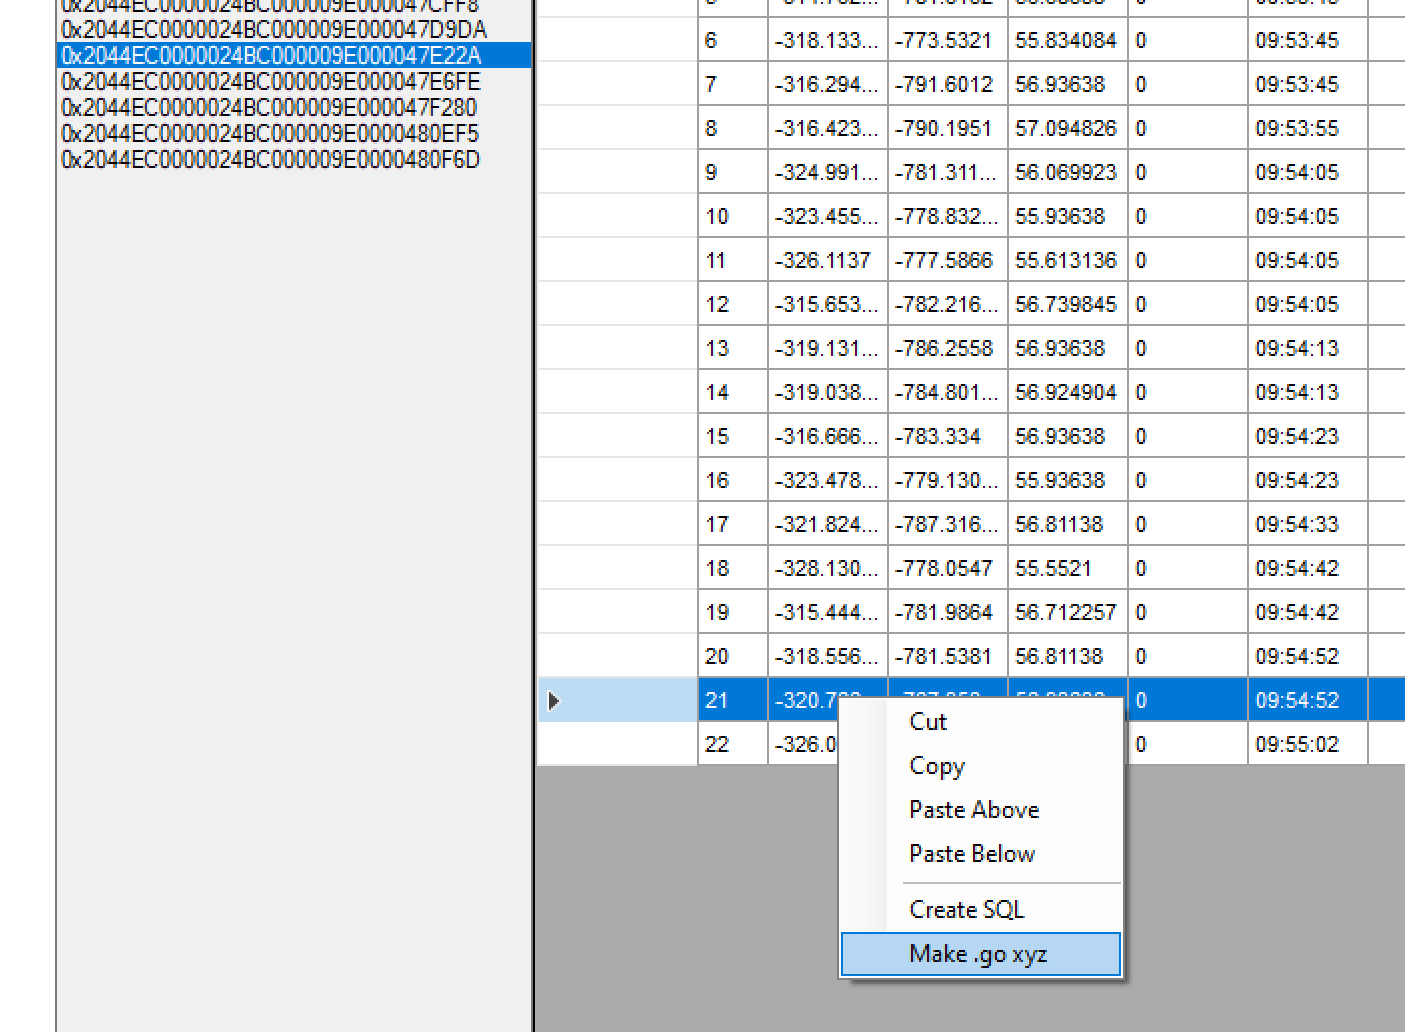 0x2044EC0000024BC000009E000047CFF8
0x2044EC0000024BC000009E000047D9DA
0x2044EC0000024BC000009E000047E22A
0x2044EC0000024BC000009E000047E6FE
0x2044EC0000024BC000009E000047F280
0x2044EC0000024BC000009E0000480EF5
0x2044EC0000024BC000009E0000480F6D
6 -318.133... -773.5321 55.834084 0 09:53:45
7 -316.294... -791.6012 56.93638 0 09:53:45
8 -316.423... -790.1951 57.094826 0 09:53:55
9 -324.991... -781.311... 56.069923 0 09:54:05
10 -323.455... -778.832... 55.93638 0 09:54:05
11 -326.1137 -777.5866 55.613136 0 09:54:05
12 -315.653... -782.216... 56.739845 0 09:54:05
13 -319.131... -786.2558 56.93638 0 09:54:13
14 -319.038... -784.801... 56.924904 0 09:54:13
15 -316.666... -783.334 56.93638 0 09:54:23
16 -323.478... -779.130... 55.93638 0 09:54:23
17 -321.824... -787.316... 56.81138 0 09:54:33
18 -328.130... -778.0547 55.5521 0 09:54:42
19 -315.444... -781.9864 56.712257 0 09:54:42
20 -318.556... -781.5381 56.81138 0 09:54:52
21 -320.7 0 09:54:52
22 -326.0 0 09:55:02
Cut
Copy
Paste Above
Paste Below
Create SQL
Make .go xyz